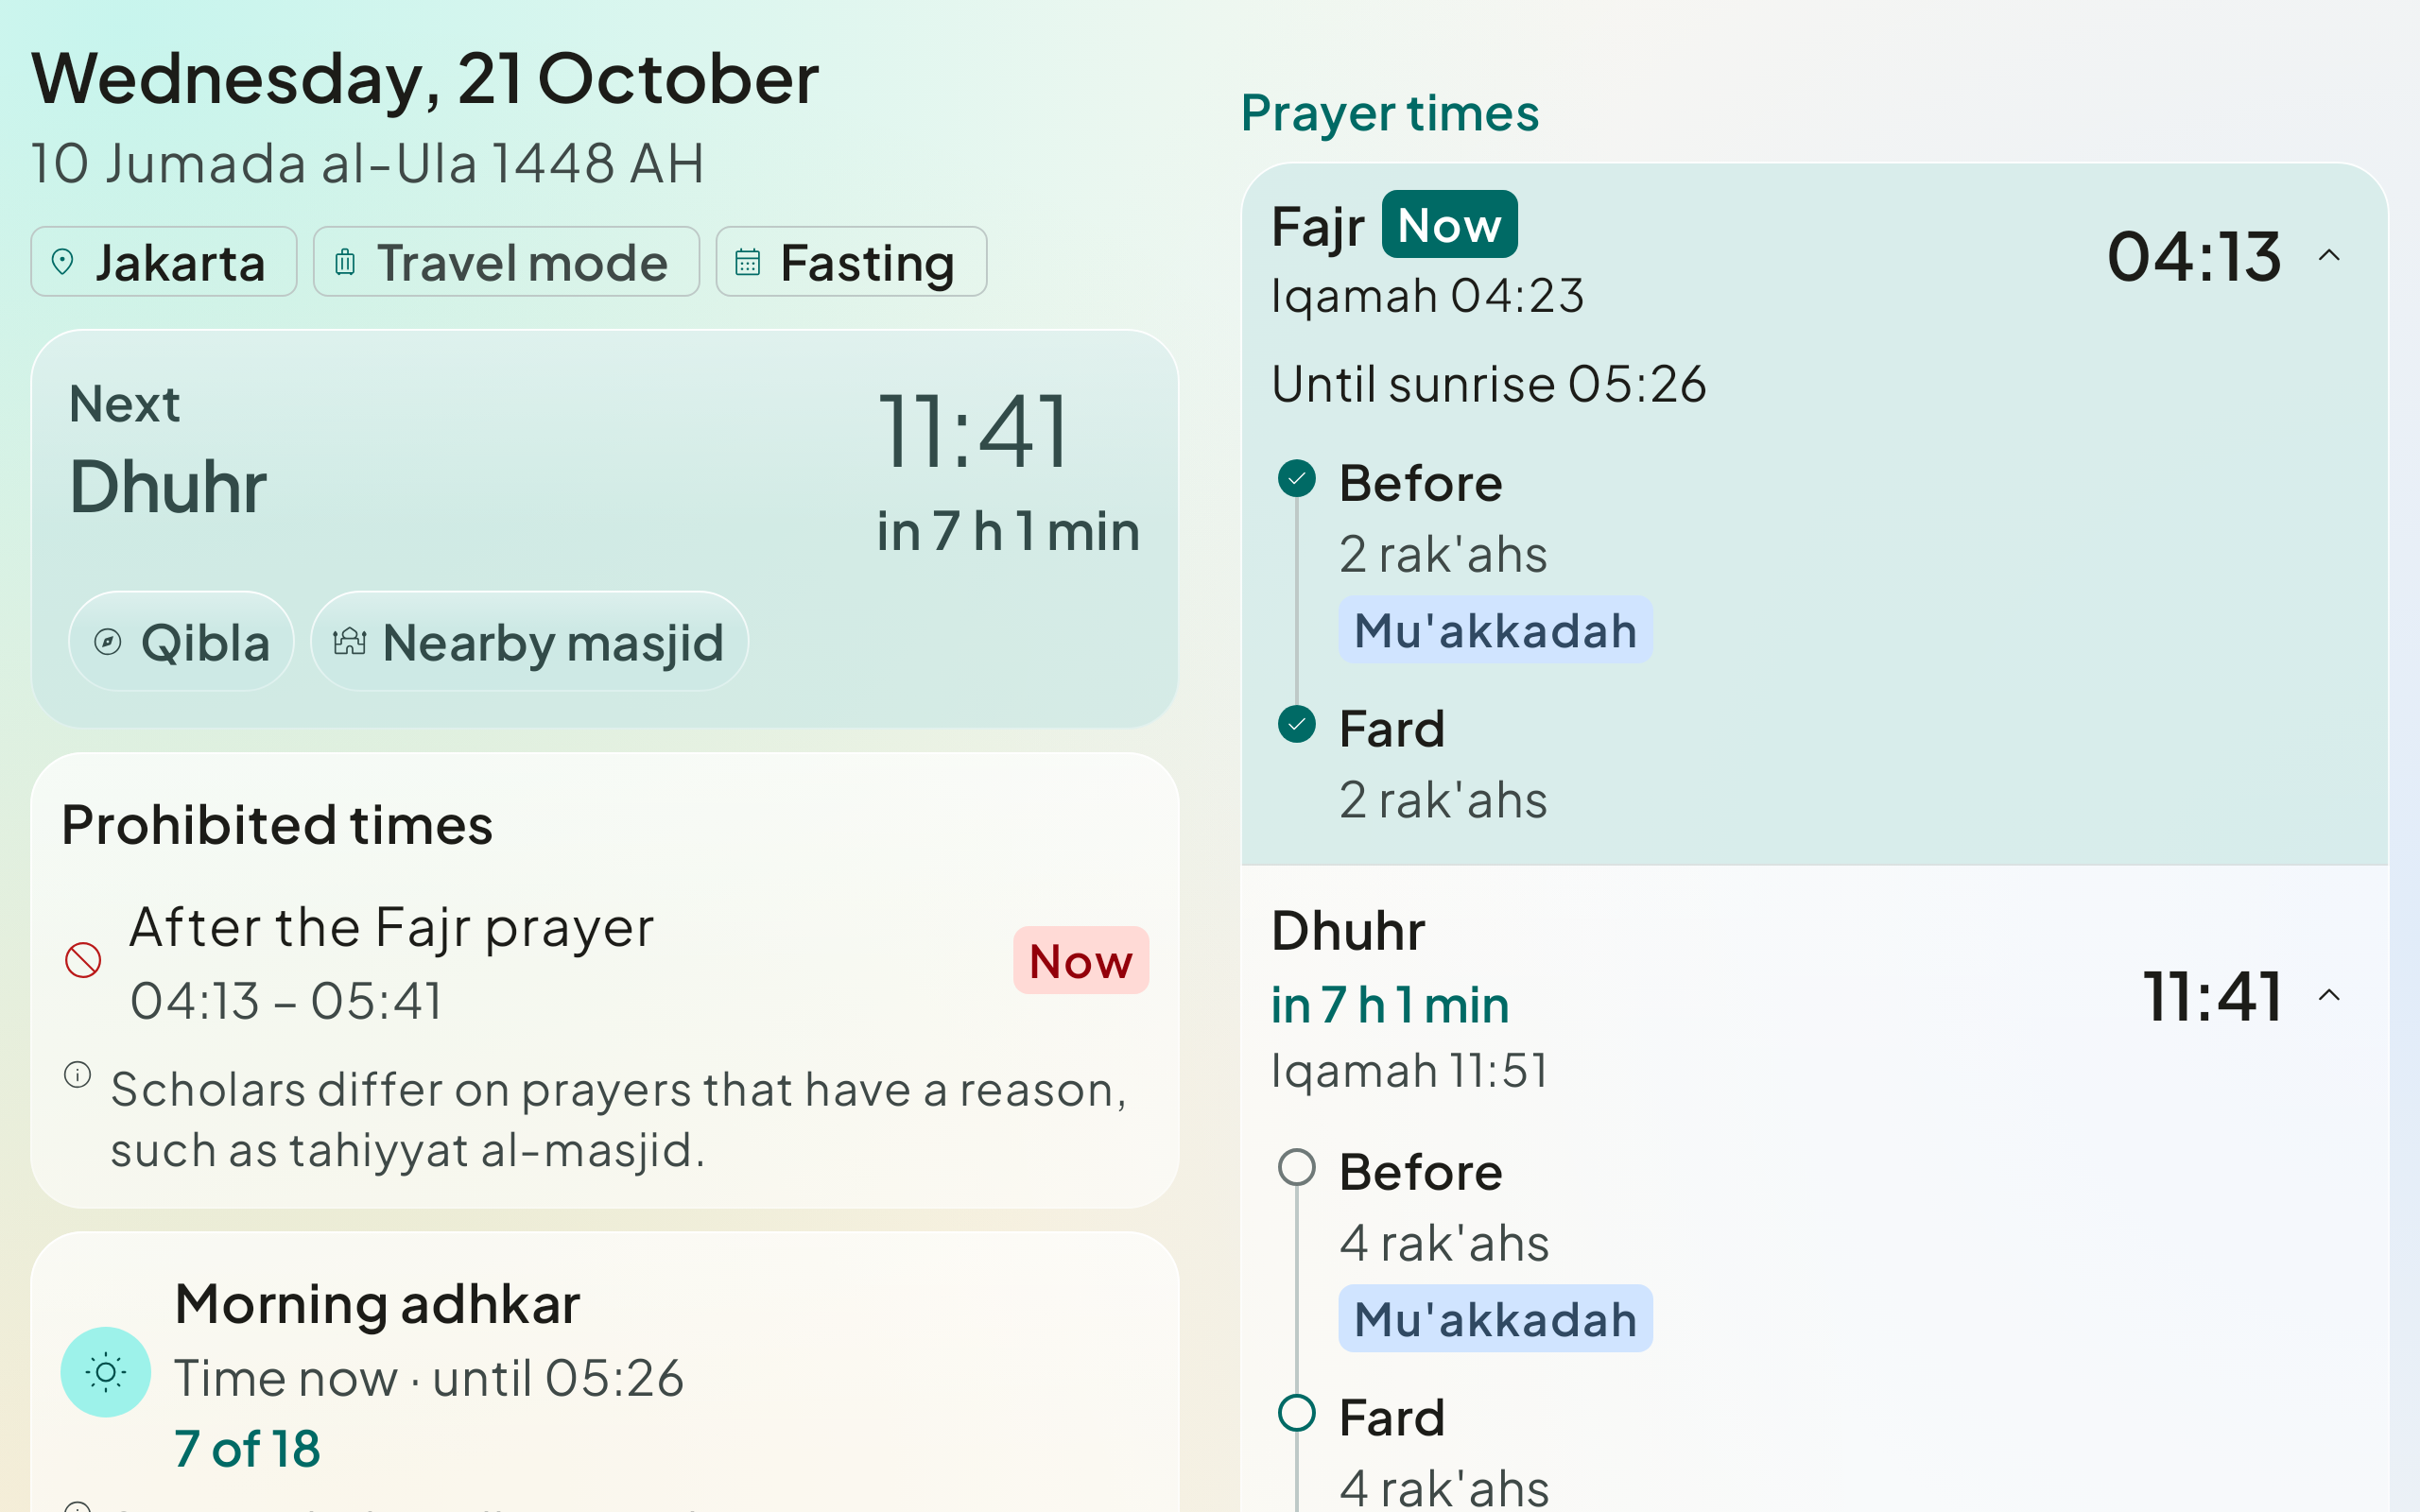 Wednesday, 21 October
10 Jumada al-Ula 1448 AH
Jakarta
Travel mode
Fasting
Next
Dhuhr
11:41
in 7 h 1 min
Qibla
Nearby masjid
Prohibited times
After the Fajr prayer
04:13 – 05:41
Now
Scholars differ on prayers that have a reason,
such as tahiyyat al-masjid.
Morning adhkar
Time now · until 05:26
7 of 18
Prayer times
Fajr Now
04:13
Iqamah 04:23
Until sunrise 05:26
Before
2 rak'ahs
Mu'akkadah
Fard
2 rak'ahs
Dhuhr
in 7 h 1 min
11:41
Iqamah 11:51
Before
4 rak'ahs
Mu'akkadah
Fard
4 rak'ahs